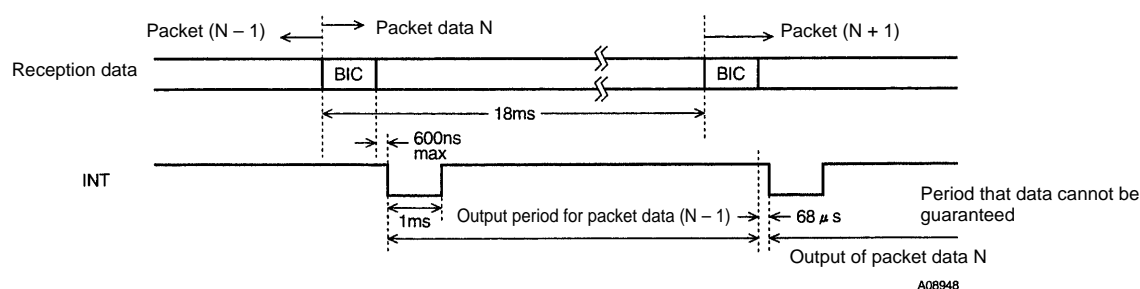 Packet (N – 1)
Packet data N
Packet (N + 1)
Reception data
BIC
BIC
18ms
600ns
max
INT
1ms
Output period for packet data (N – 1)
68 μs
Period that data cannot be
guaranteed
Output of packet data N
A08948